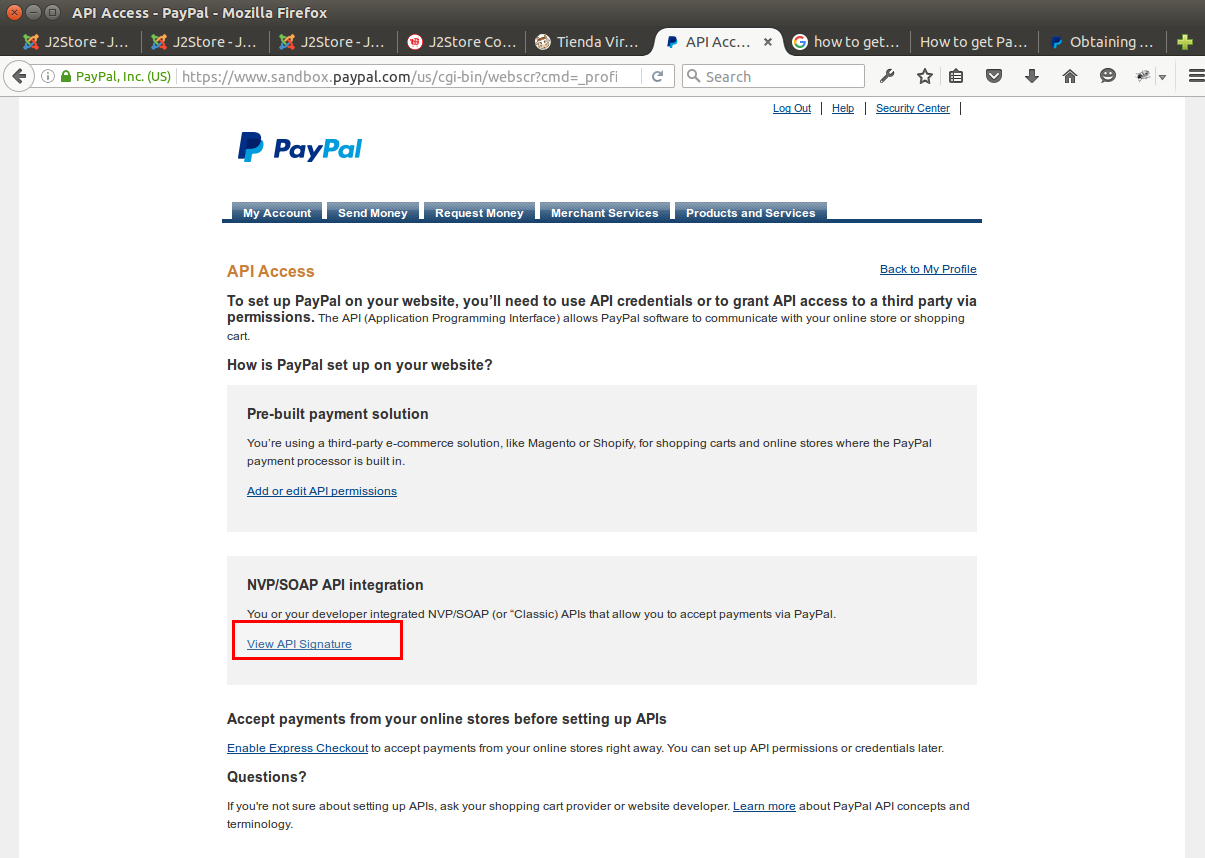 API Access - PayPal - Mozilla Firefox
J2Store - J...
J2Store - J...
J2Store - J...
J2Store Co...
Tienda Vir...
API Acc...
how to get...
How to get Pa...
Obtaining ...
PayPal, Inc. (US)
https://www.sandbox.paypal.com/us/cgi-bin/webscr?cmd=_profi
Search
Log Out
Help
Security Center
PayPal
My Account
Send Money
Request Money
Merchant Services
Products and Services
API Access
Back to My Profile
To set up PayPal on your website, you’ll need to use API credentials or to grant API access to a third party via
permissions. The API (Application Programming Interface) allows PayPal software to communicate with your online store or shopping
cart.
How is PayPal set up on your website?
Pre-built payment solution
You’re using a third-party e-commerce solution, like Magento or Shopify, for shopping carts and online stores where the PayPal
payment processor is built in.
Add or edit API permissions
NVP/SOAP API integration
You or your developer integrated NVP/SOAP (or “Classic) APIs that allow you to accept payments via PayPal.
View API Signature
Accept payments from your online stores before setting up APIs
Enable Express Checkout to accept payments from your online stores right away. You can set up API permissions or credentials later.
Questions?
If you're not sure about setting up APIs, ask your shopping cart provider or website developer. Learn more about PayPal API concepts and
terminology.